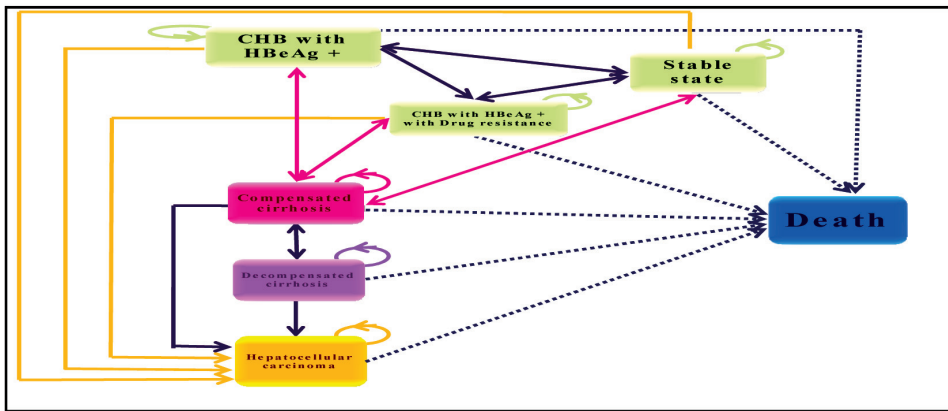 CHB with
HBeAg +
Stable
state
CHB with HBeAg +
with Drug resistance
Compensated
cirrhosis
Death
Decompensated
cirrhosis
Hepatocellular
carcinoma